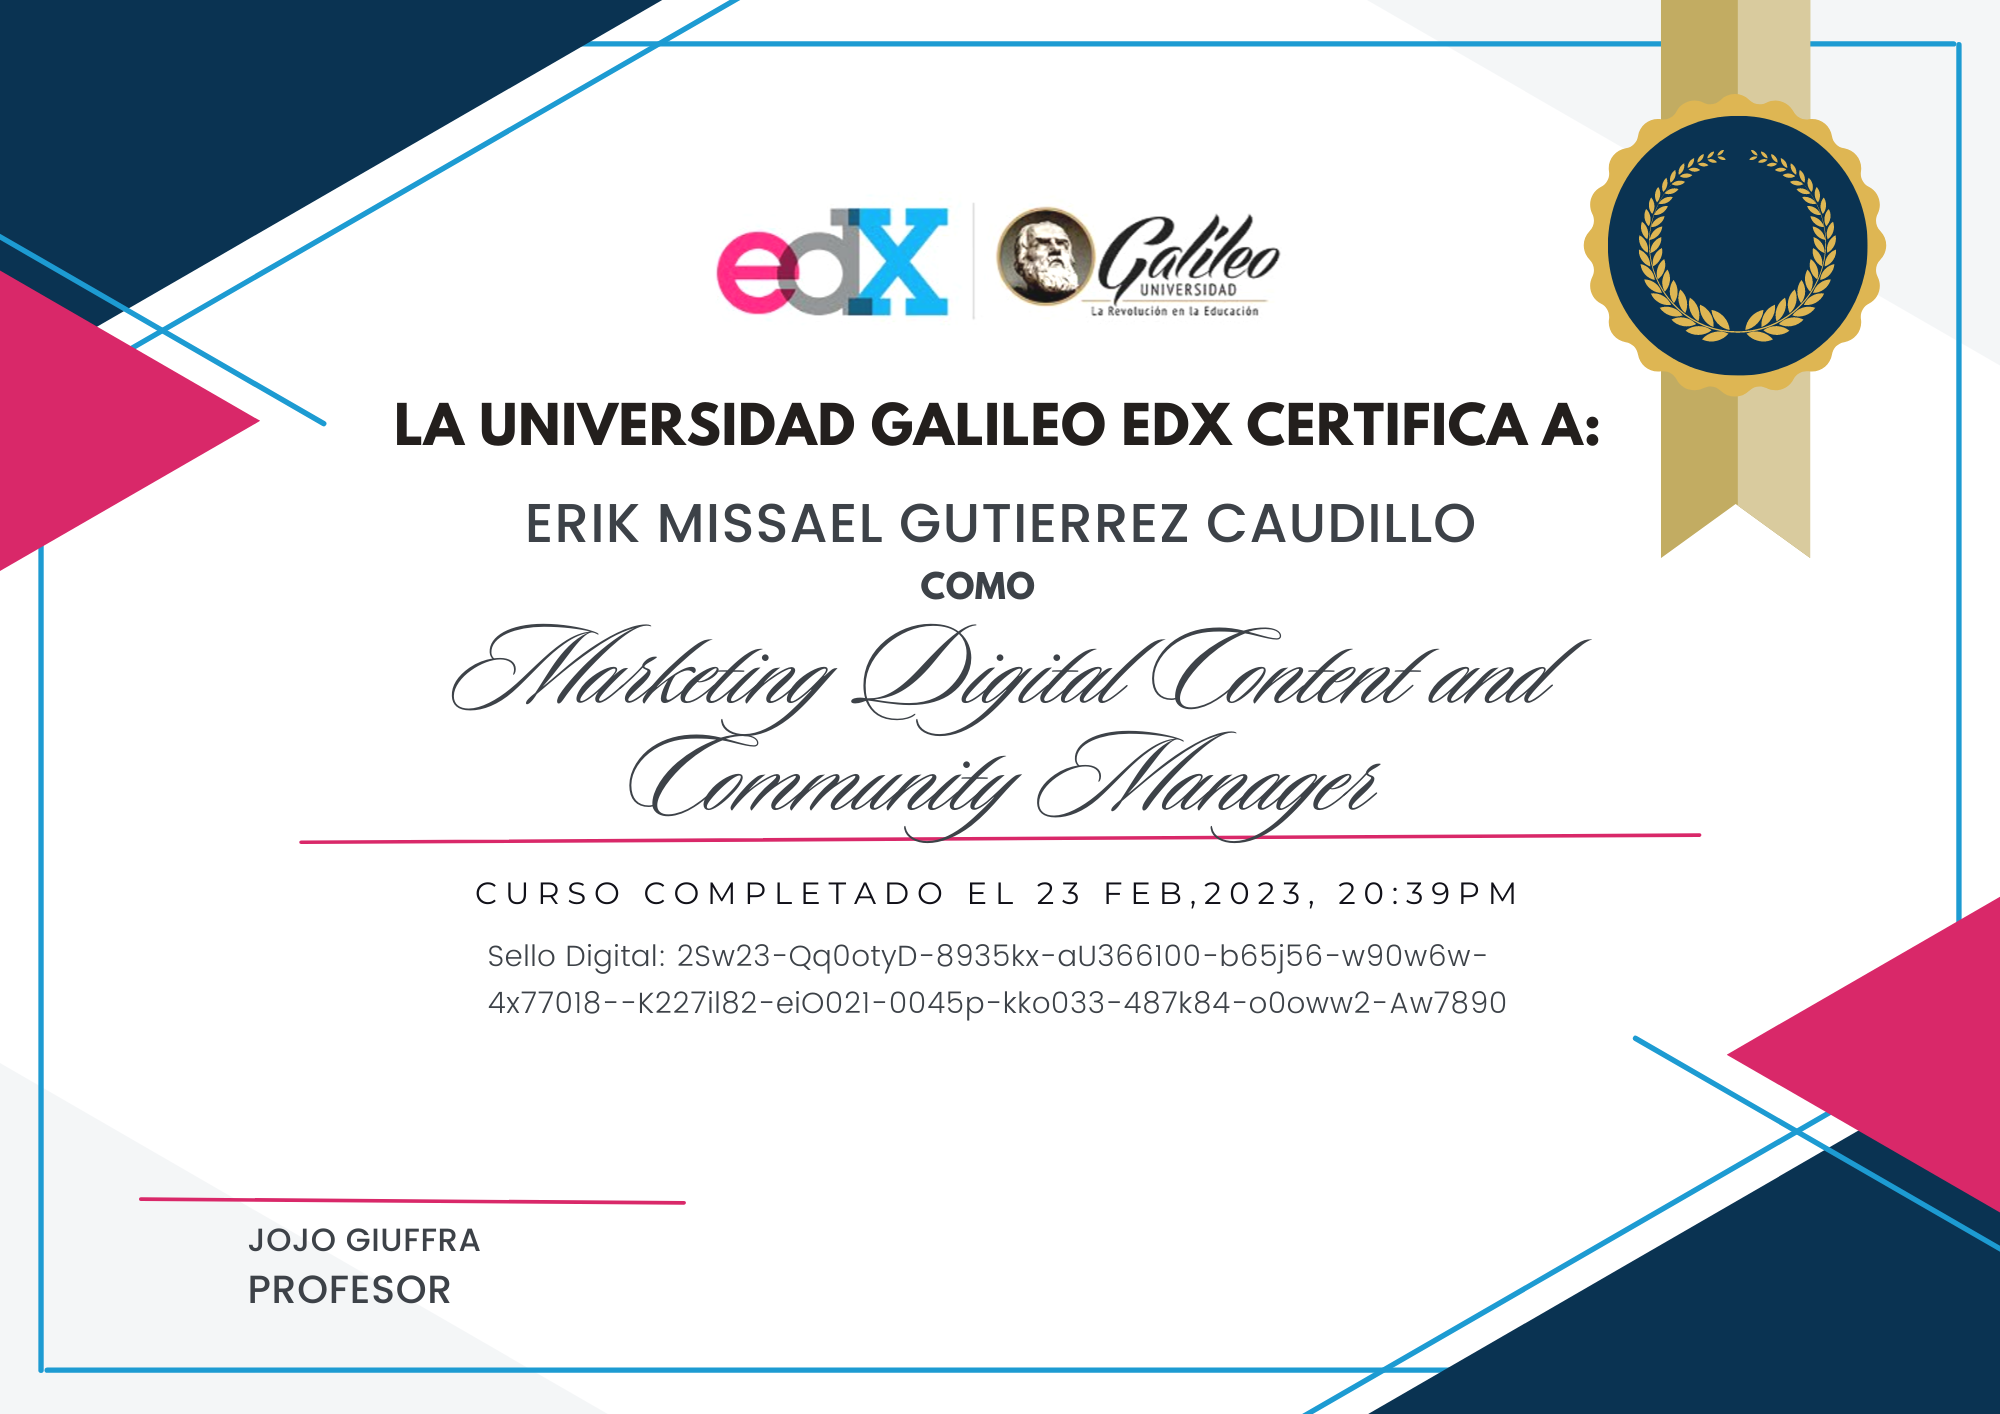 edX
Galileo
UNIVERSIDAD
La Revolución en la Educación
LA UNIVERSIDAD GALILEO EDX CERTIFICA A:
ERIK MISSAEL GUTIERREZ CAUDILLO
COMO
Marketing Digital Content and
Community Manager
CURSO COMPLETADO EL 23 FEB,2023, 20:39PM
Sello Digital: 2Sw23-Qq0otyD-8935kx-aU366100-b65j56-w90w6w-
4x77018--K227il82-eiO021-0045p-kko033-487k84-o0oww2-Aw7890
JOJO GIUFFRA
PROFESOR